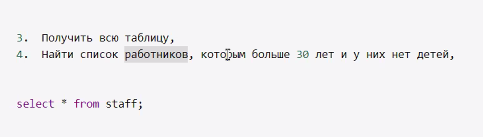 3. Получить всю таблицу,
4. Найти список работников, которым больше 30 лет и у них нет детей,
select * from staff;